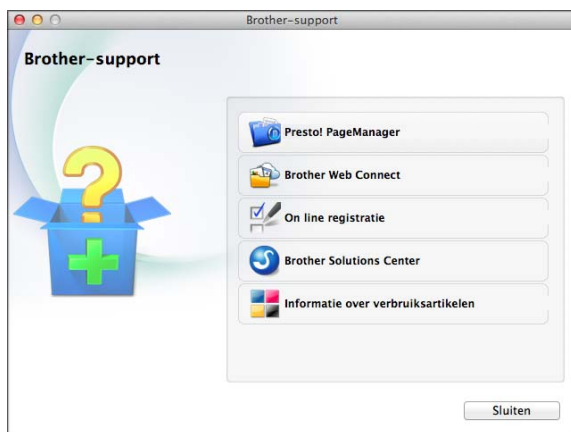 Brother-support
Brother-support
Presto! PageManager
Brother Web Connect
On line registratie
Brother Solutions Center
Informatie over verbruiksartikelen
Sluiten